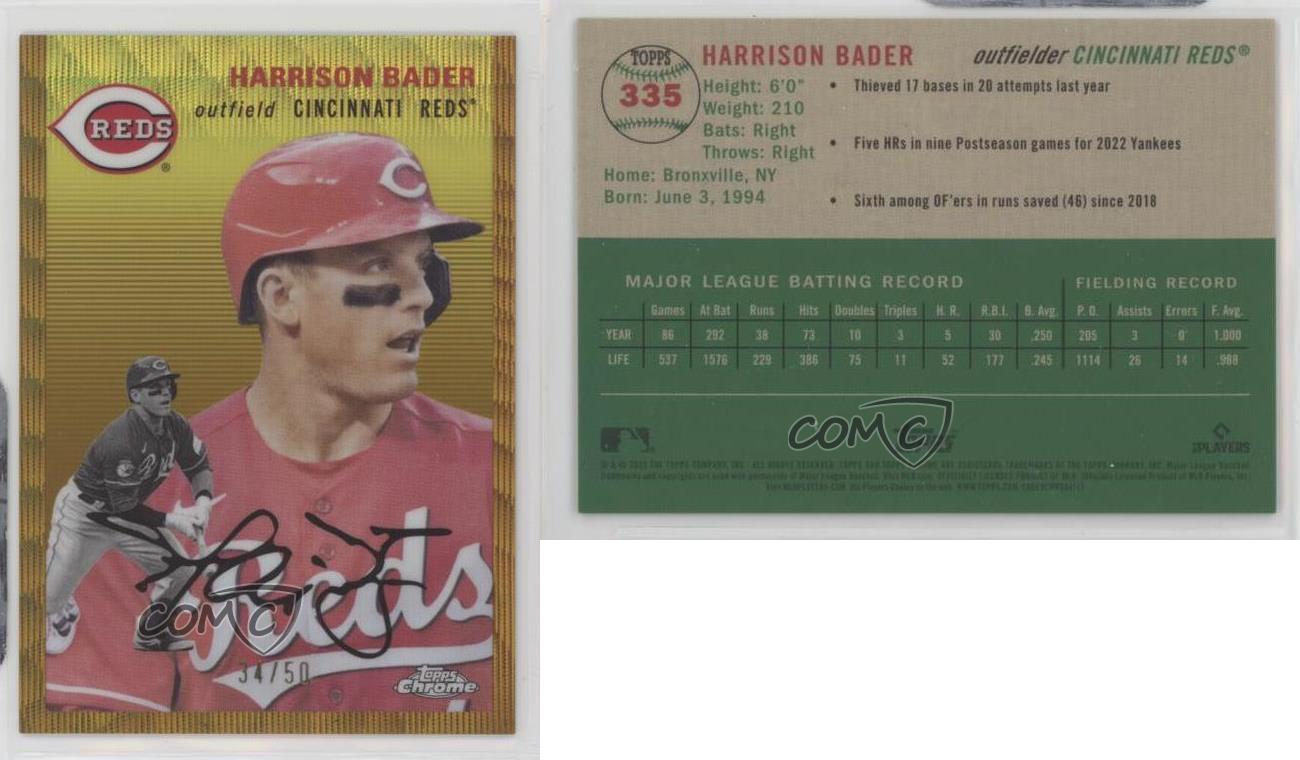 HARRISON BADER
outfield CINCINNATI REDS®
REDS
®
C
Reds
COMC
34/50
TOPPS
Chrome
TOPPS
335
HARRISON BADER
outfielder CINCINNATI REDS®
Height: 6'0"
Weight: 210
Bats: Right
Throws: Right
Home: Bronxville, NY
Born: June 3, 1994
• Thieved 17 bases in 20 attempts last year
• Five HRs in nine Postseason games for 2022 Yankees
• Sixth among OF'ers in runs saved (46) since 2018
MAJOR LEAGUE BATTING RECORD FIELDING RECORD
Games At Bat Runs Hits Doubles Triples H. R. R.B.I. B. Avg. P. O. Assists Errors F. Avg.
YEAR 86 292 38 73 10 3 5 30 .250 205 3 0 1.000
LIFE 537 1576 229 386 75 11 52 177 .245 1114 26 14 .988
COMC
TOPPS
PLAYERS